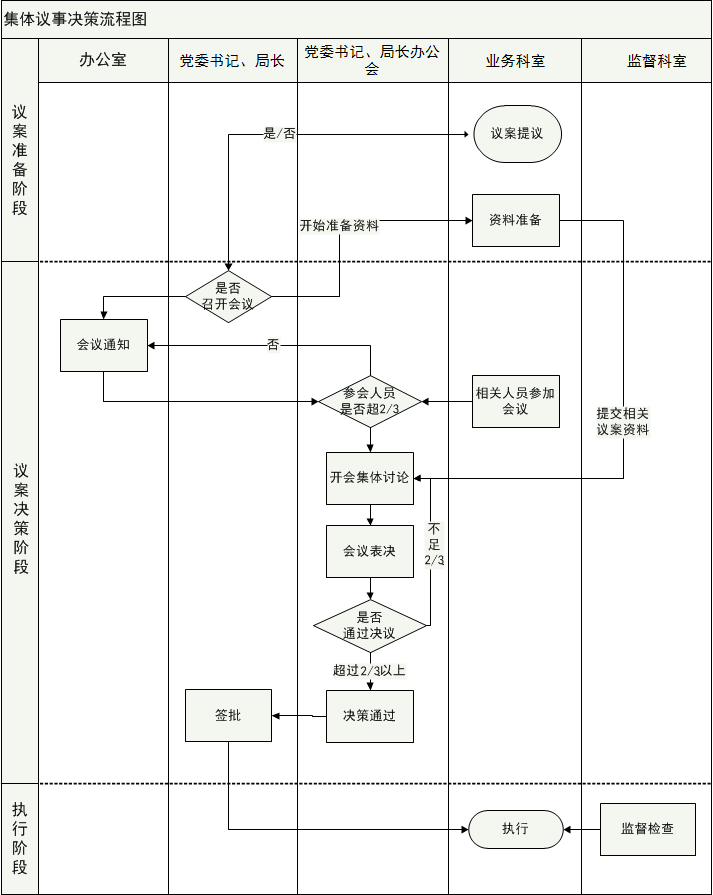 集体议事决策流程图
办公室
党委书记、局长
党委书记、局长办公
会
业务科室
监督科室
议
案
准
备
阶
段
是/否
议案提议
开始准备资料
资料准备
议
案
决
策
阶
段
是否
召开会议
会议通知
否
参会人员
是否超2/3
相关人员参加
会议
提交相关
议案资料
开会集体讨论
不
足
2/3
会议表决
是否
通过决议
超过2/3以上
签批
决策通过
执
行
阶
段
执行
监督检查